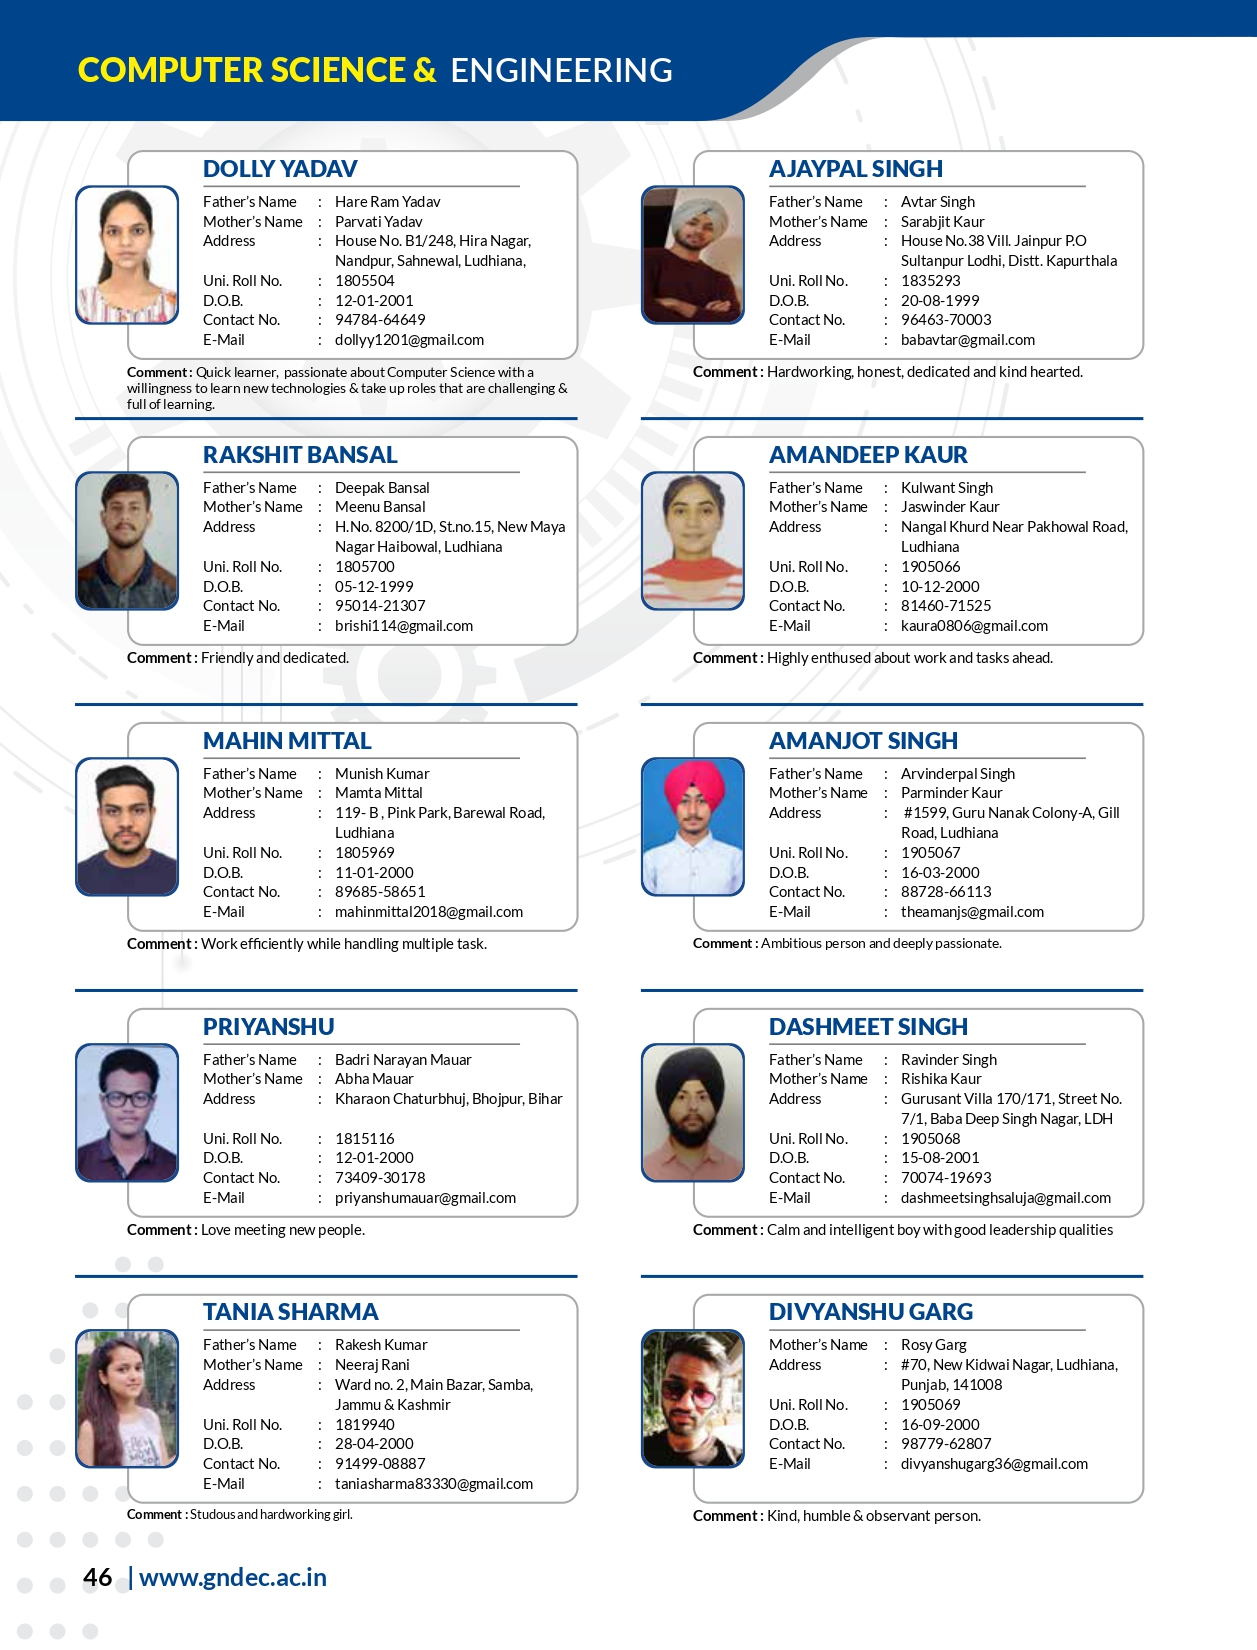 COMPUTER SCIENCE & ENGINEERING
DOLLY YADAV
Father's Name : Hare Ram Yadav
Mother's Name : Parvati Yadav
Address : House No. B1/248, Hira Nagar,
Nandpur, Sahnewal, Ludhiana,
Uni. Roll No. : 1805504
D.O.B. : 12-01-2001
Contact No. : 94784-64649
E-Mail : dollyy1201@gmail.com
Comment : Quick learner, passionate about Computer Science with a
willingness to learn new technologies & take up roles that are challenging &
full of learning.
RAKSHIT BANSAL
Father's Name : Deepak Bansal
Mother's Name : Meenu Bansal
Address : H.No. 8200/1D, St.no.15, New Maya
Nagar Haibowal, Ludhiana
Uni. Roll No. : 1805700
D.O.B. : 05-12-1999
Contact No. : 95014-21307
E-Mail : brishi114@gmail.com
Comment : Friendly and dedicated.
MAHIN MITTAL
Father's Name : Munish Kumar
Mother's Name : Mamta Mittal
Address : 119- B , Pink Park, Barewal Road,
Ludhiana
Uni. Roll No. : 1805969
D.O.B. : 11-01-2000
Contact No. : 89685-58651
E-Mail : mahinmittal2018@gmail.com
Comment : Work efficiently while handling multiple task.
PRIYANSHU
Father's Name : Badri Narayan Mauar
Mother's Name : Abha Mauar
Address : Kharaon Chaturbhuj, Bhojpur, Bihar
Uni. Roll No. : 1815116
D.O.B. : 12-01-2000
Contact No. : 73409-30178
E-Mail : priyanshumauar@gmail.com
Comment : Love meeting new people.
TANIA SHARMA
Father's Name : Rakesh Kumar
Mother's Name : Neeraj Rani
Address : Ward no. 2, Main Bazar, Samba,
Jammu & Kashmir
Uni. Roll No. : 1819940
D.O.B. : 28-04-2000
Contact No. : 91499-08887
E-Mail : taniasharma83330@gmail.com
Comment : Studous and hardworking girl.
AJAYPAL SINGH
Father's Name : Avtar Singh
Mother's Name : Sarabjit Kaur
Address : House No.38 Vill. Jainpur P.O
Sultanpur Lodhi, Distt. Kapurthala
Uni. Roll No. : 1835293
D.O.B. : 20-08-1999
Contact No. : 96463-70003
E-Mail : babavtar@gmail.com
Comment : Hardworking, honest, dedicated and kind hearted.
AMANDEEP KAUR
Father's Name : Kulwant Singh
Mother's Name : Jaswinder Kaur
Address : Nangal Khurd Near Pakhowal Road,
Ludhiana
Uni. Roll No. : 1905066
D.O.B. : 10-12-2000
Contact No. : 81460-71525
E-Mail : kaura0806@gmail.com
Comment : Highly enthused about work and tasks ahead.
AMANJOT SINGH
Father's Name : Arvinderpal Singh
Mother's Name : Parminder Kaur
Address : #1599, Guru Nanak Colony-A, Gill
Road, Ludhiana
Uni. Roll No. : 1905067
D.O.B. : 16-03-2000
Contact No. : 88728-66113
E-Mail : theamanjs@gmail.com
Comment : Ambitious person and deeply passionate.
DASHMEET SINGH
Father's Name : Ravinder Singh
Mother's Name : Rishika Kaur
Address : Gurusant Villa 170/171, Street No.
7/1, Baba Deep Singh Nagar, LDH
Uni. Roll No. : 1905068
D.O.B. : 15-08-2001
Contact No. : 70074-19693
E-Mail : dashmeetsinghsaluja@gmail.com
Comment : Calm and intelligent boy with good leadership qualities
DIVYANSHU GARG
Mother's Name : Rosy Garg
Address : #70, New Kidwai Nagar, Ludhiana,
Punjab, 141008
Uni. Roll No. : 1905069
D.O.B. : 16-09-2000
Contact No. : 98779-62807
E-Mail : divyanshugarg36@gmail.com
Comment : Kind, humble & observant person.
46 | www.gndec.ac.in